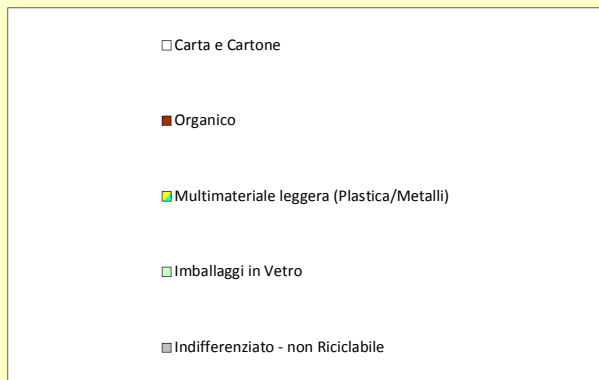 Carta e Cartone
Organico
Multimateriale leggera (Plastica/Metalli)
Imballaggi in Vetro
Indifferenziato - non Riciclabile